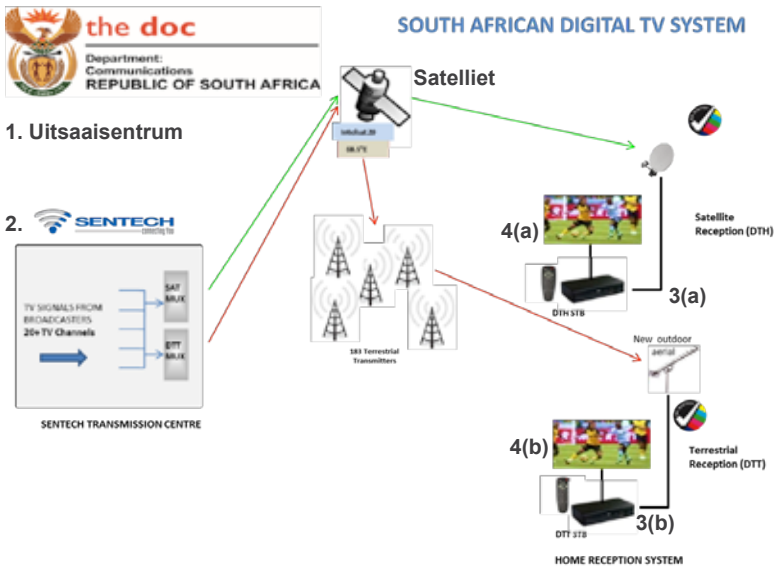 the doc
Department:
Communications
REPUBLIC OF SOUTH AFRICA
SOUTH AFRICAN DIGITAL TV SYSTEM
Satelliet
1. Uitsaaisentrum
2. SENTECH
connecting you
TV SIGNALS FROM
BROADCASTERS
20+ TV Channels
SAT
MUX
DTT
MUX
SENTECH TRANSMISSION CENTRE
183 Terrestrial
Transmitters
4(a)
DTH STB
3(a)
Satellite
Reception (DTH)
New outdoor
aerial
4(b)
DTT STB
3(b)
Terrestrial
Reception (DTT)
HOME RECEPTION SYSTEM